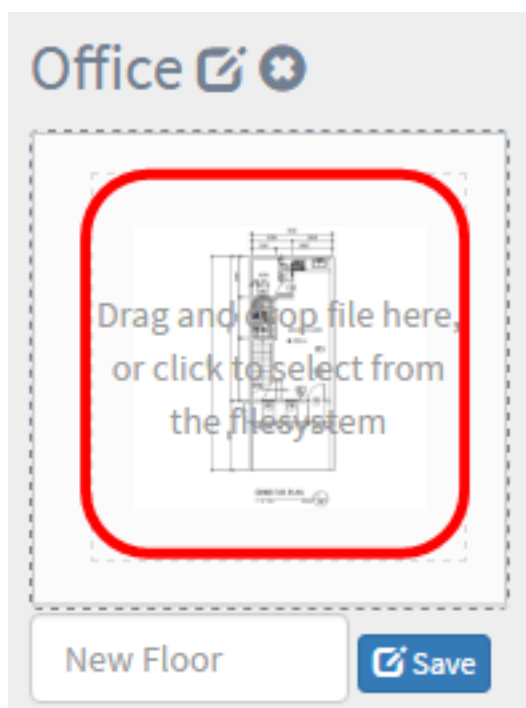 Office
Drag and drop file here,
or click to select from
the filesystem
New Floor
Save